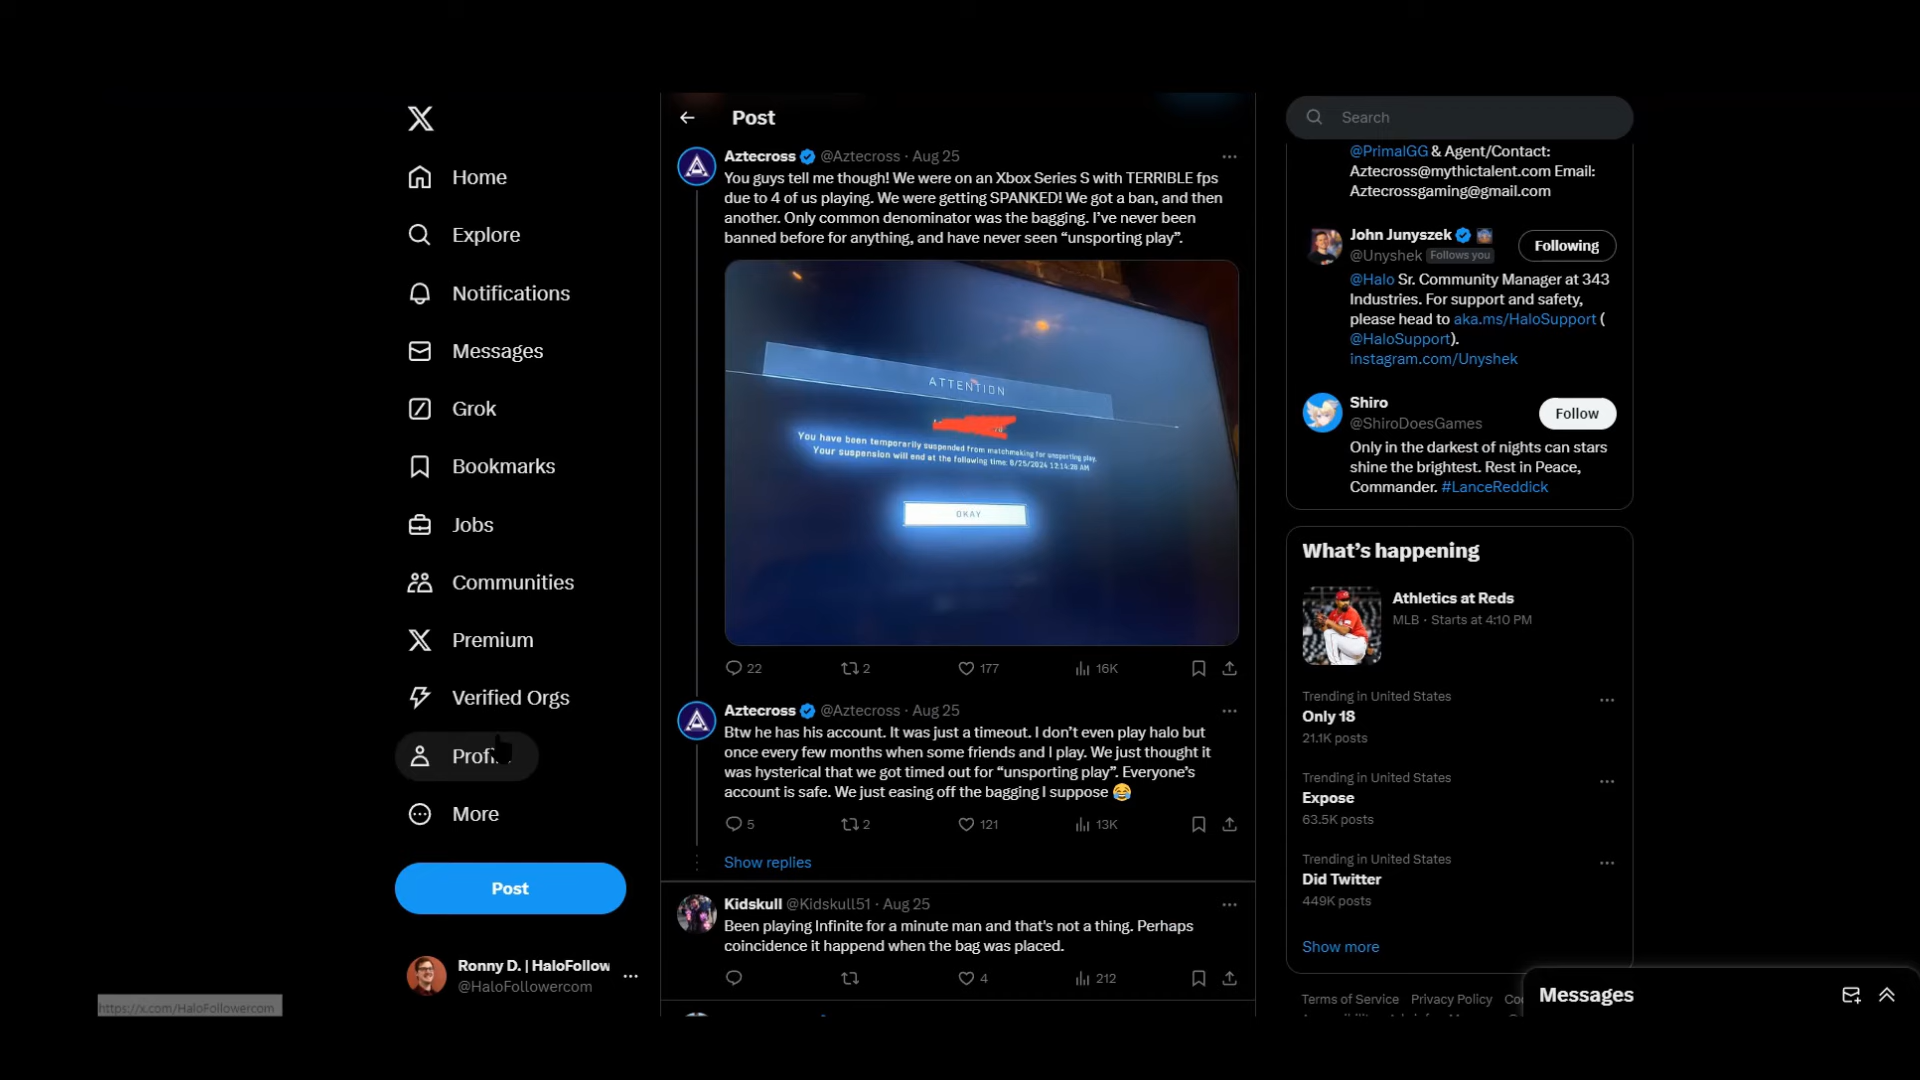 Home
Explore
Notifications
Messages
Grok
Bookmarks
Jobs
Communities
Premium
Verified Orgs
More
Post
Ronny D. | HaloFollow
@HaloFollowercom
https://x.com/HaloFollowercom
Post
Aztecross @Aztecross · Aug 25
You guys tell me though! We were on an Xbox Series S with TERRIBLE fps
due to 4 of us playing. We were getting SPANKED! We got a ban, and then
another. Only common denominator was the bagging. I've never been
banned before for anything, and have never seen “unsporting play”.
ATTENTION
You have been temporarily suspended from matchmaking for unsporting play.
Your suspension will end at the following time: 8/25/2024 12:14:28 AM
OKAY
22 2 177 16K
Aztecross @Aztecross · Aug 25
Btw he has his account. It was just a timeout. I don't even play halo but
once every few months when some friends and I play. We just thought it
was hysterical that we got timed out for “unsporting play”. Everyone's
account is safe. We just easing off the bagging I suppose 😂
5 2 121 13K
Show replies
Kidskull @Kidskull51 · Aug 25
Been playing Infinite for a minute man and that's not a thing. Perhaps
coincidence it happend when the bag was placed.
4 212
Search
@PrimalGG & Agent/Contact:
Aztecross@mythictalent.com Email:
Aztecrossgaming@gmail.com
John Junyszek
@Unyshek Follows you
Following
@Halo Sr. Community Manager at 343
Industries. For support and safety,
please head to aka.ms/HaloSupport (
@HaloSupport).
instagram.com/Unyshek
Shiro
@ShiroDoesGames
Follow
Only in the darkest of nights can stars
shine the brightest. Rest in Peace,
Commander. #LanceReddick
What's happening
Athletics at Reds
MLB · Starts at 4:10 PM
Trending in United States
Only 18
21.1K posts
Trending in United States
Expose
63.5K posts
Trending in United States
Did Twitter
449K posts
Show more
Terms of Service Privacy Policy
Messages